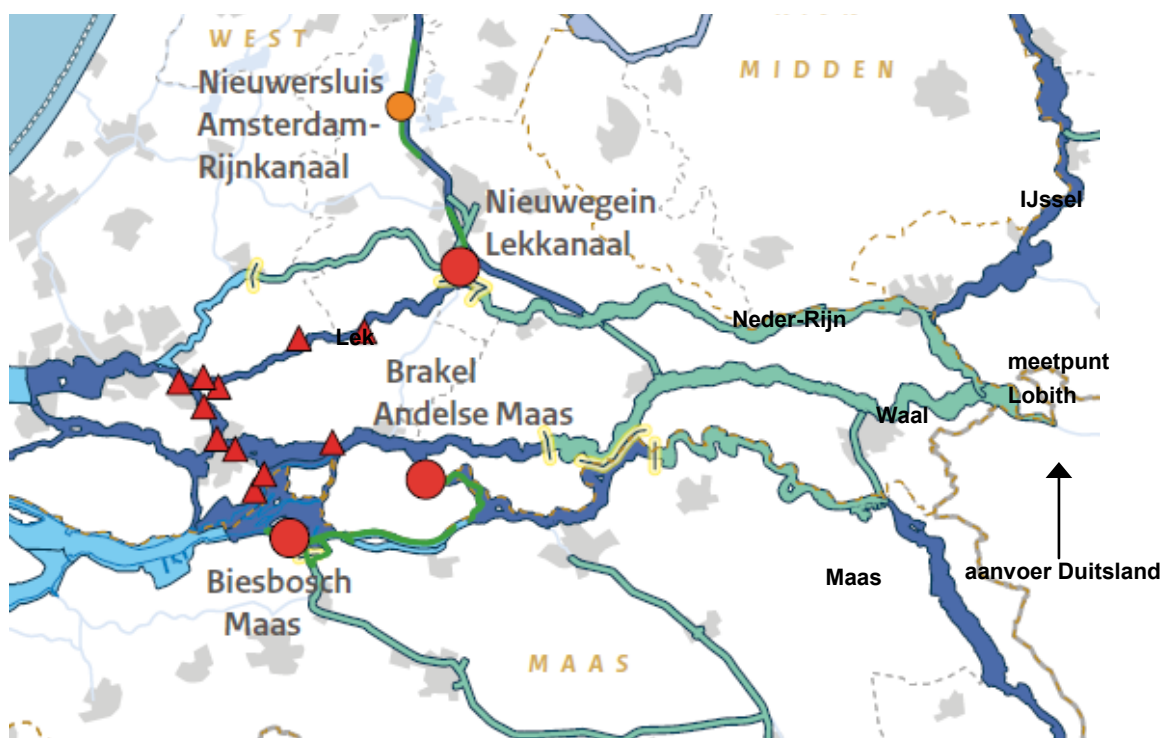 WEST
MIDDEN
Nieuwersluis
Amsterdam-
Rijnkanaal
Nieuwegein
Lekkanaal
IJssel
Neder-Rijn
Lek
meetpunt
Lobith
Brakel
Andelse Maas
Waal
Maas
aanvoer Duitsland
Biesbosch
Maas
MAAS